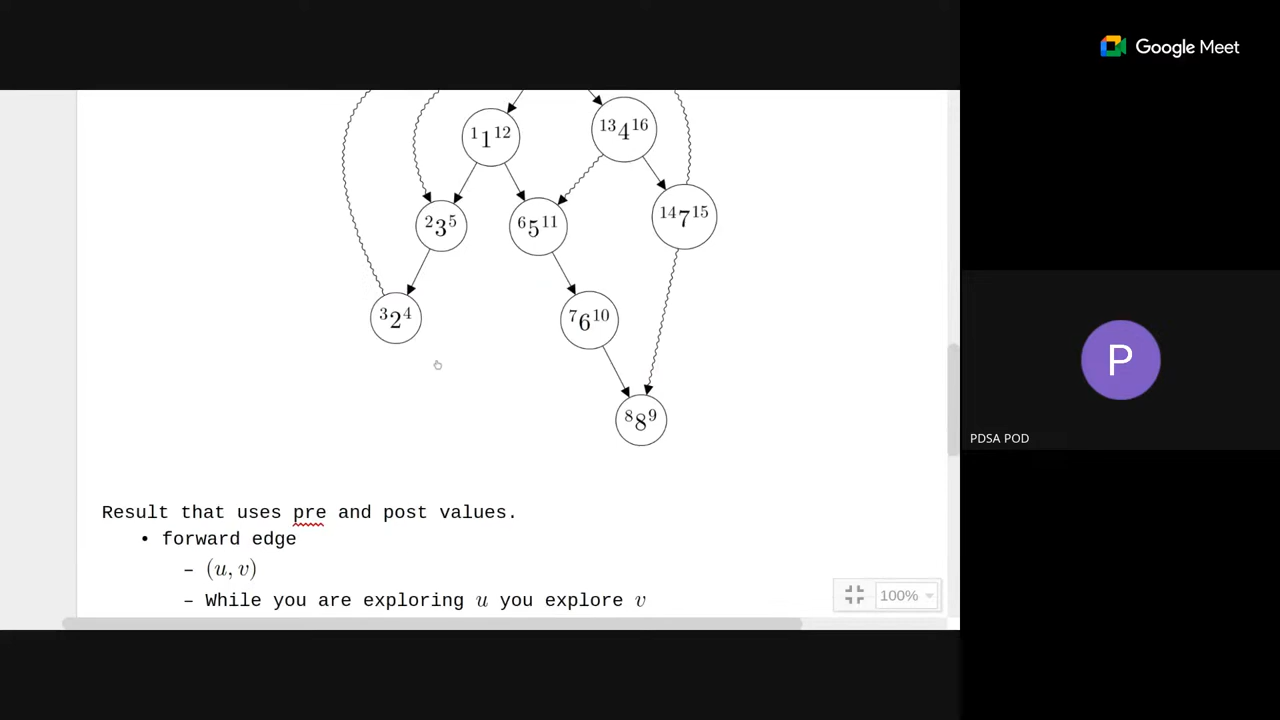 Google Meet
¹1¹²
¹³4¹⁶
²3⁵
⁶5¹¹
¹⁴7¹⁵
³2⁴
⁷6¹⁰
⁸8⁹
P
PDSA POD
Result that uses pre and post values.
• forward edge
– (u, v)
– While you are exploring u you explore v
100%